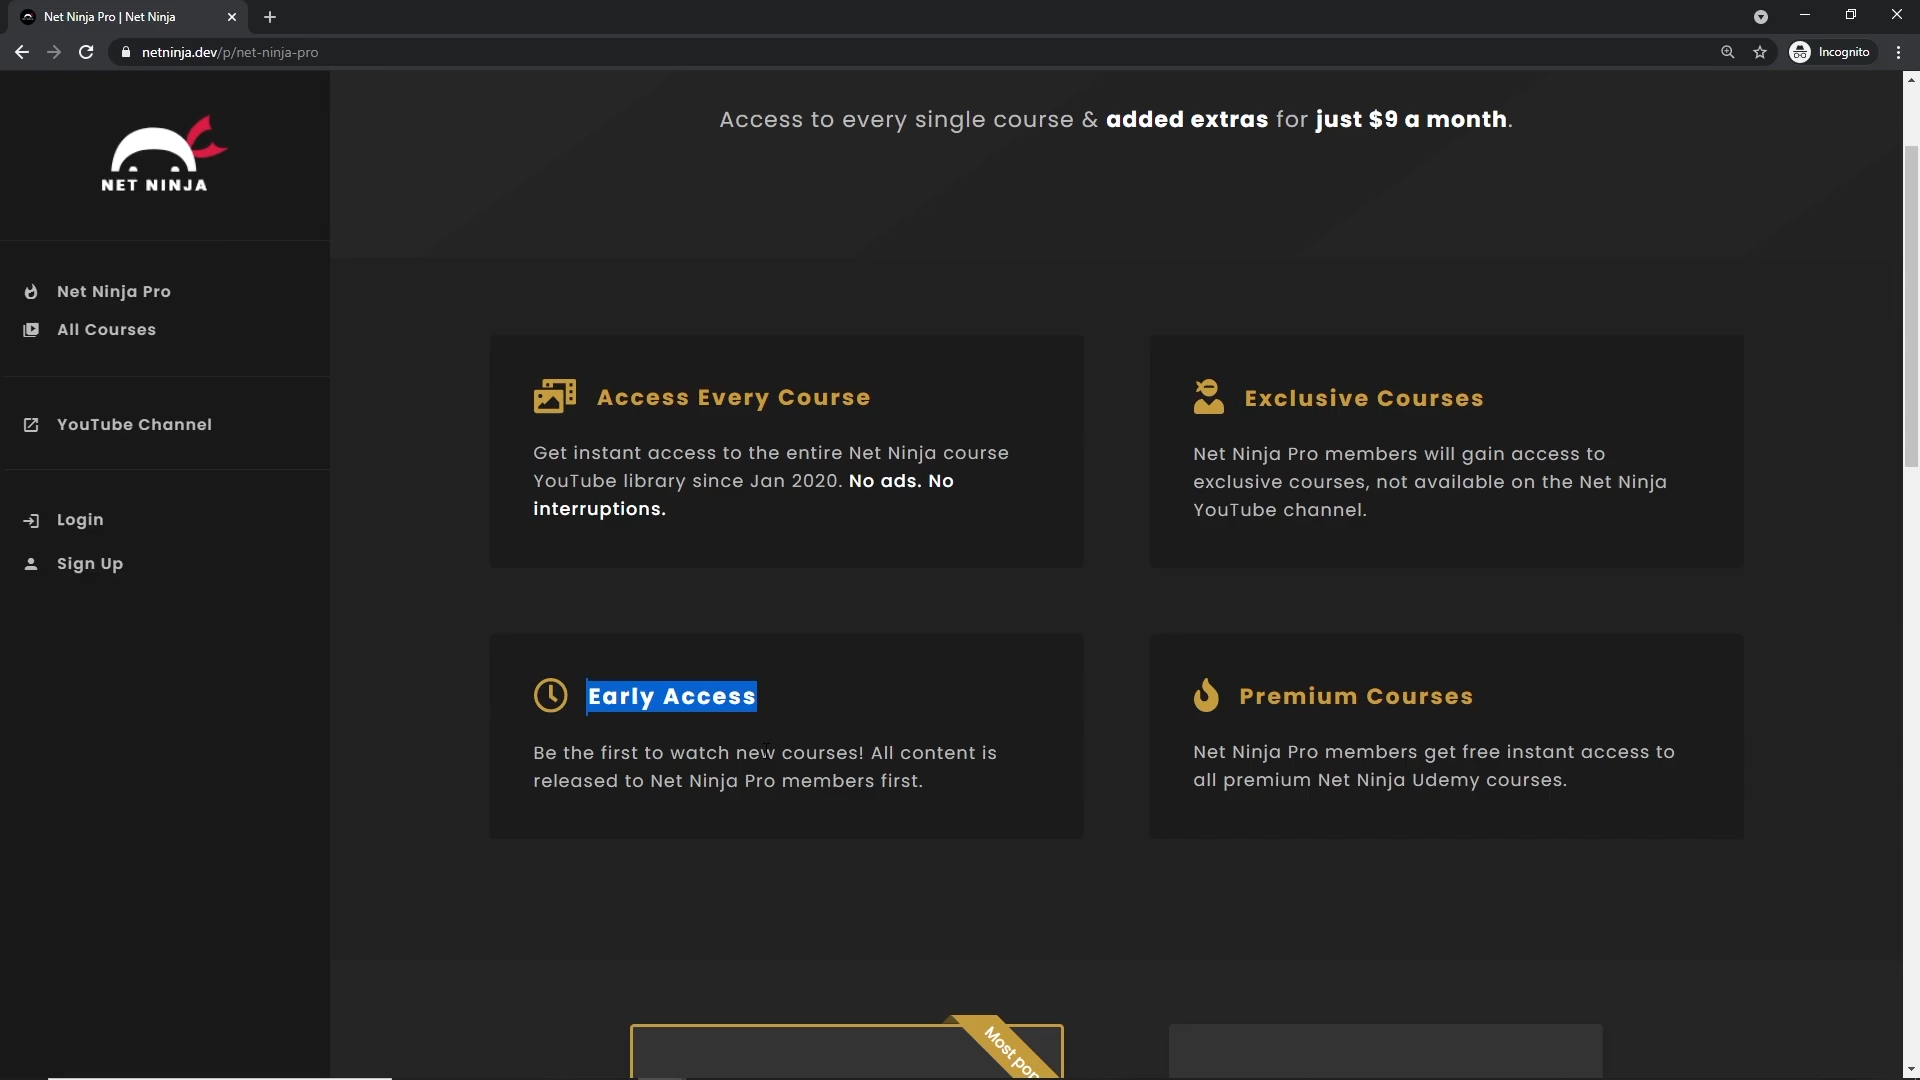 Net Ninja Pro | Net Ninja
netninja.dev/p/net-ninja-pro
Incognito
NET NINJA
Net Ninja Pro
All Courses
YouTube Channel
Login
Sign Up
Access to every single course & added extras for just $9 a month.
Access Every Course
Get instant access to the entire Net Ninja course
YouTube library since Jan 2020. No ads. No
interruptions.
Exclusive Courses
Net Ninja Pro members will gain access to
exclusive courses, not available on the Net Ninja
YouTube channel.
Early Access
Be the first to watch new courses! All content is
released to Net Ninja Pro members first.
Premium Courses
Net Ninja Pro members get free instant access to
all premium Net Ninja Udemy courses.
Most